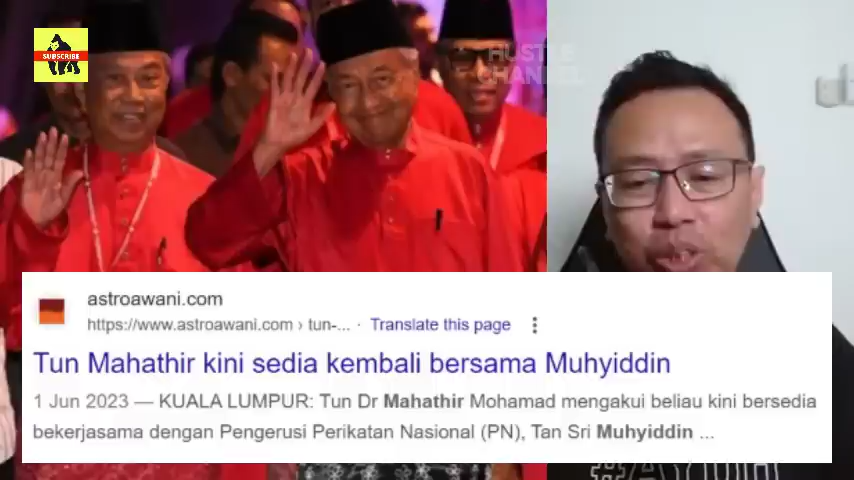 SUBSCRIBE
HUSTLE
CHANNEL
astroawani.com
https://www.astroawani.com › tun-... · Translate this page
Tun Mahathir kini sedia kembali bersama Muhyiddin
1 Jun 2023 — KUALA LUMPUR: Tun Dr Mahathir Mohamad mengakui beliau kini bersedia
bekerjasama dengan Pengerusi Perikatan Nasional (PN), Tan Sri Muhyiddin ...